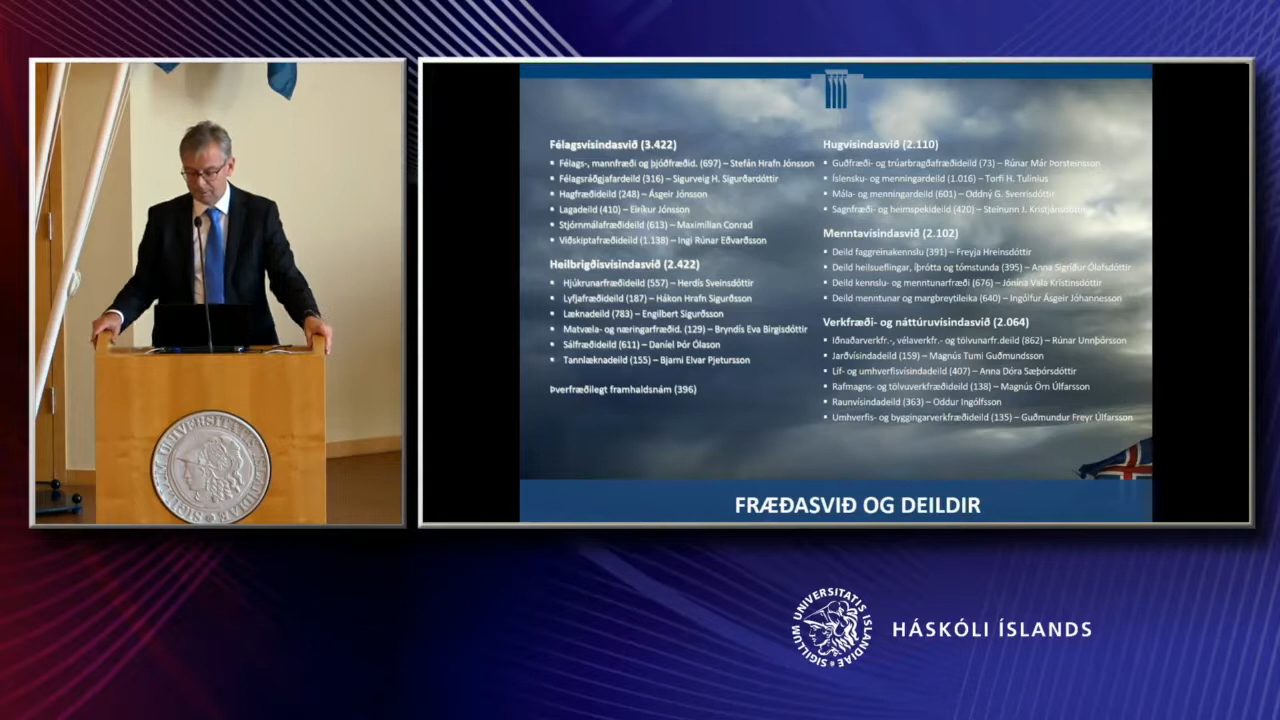 Félagsvísindasvið (3.422)
Félags-, mannfræði og þjóðfræðid. (697) – Stefán Hrafn Jónsson
Félagsráðgjafardeild (316) – Sigurveig H. Sigurðardóttir
Hagfræðideild (248) – Ásgeir Jónsson
Lagadeild (410) – Eiríkur Jónsson
Stjórnmálafræðideild (613) – Maximilian Conrad
Viðskiptafræðideild (1.138) – Ingi Rúnar Eðvarðsson
Heilbrigðisvísindasvið (2.422)
Hjúkrunarfræðideild (557) – Herdís Sveinsdóttir
Lyfjafræðideild (187) – Hákon Hrafn Sigurðsson
Læknadeild (783) – Engilbert Sigurðsson
Matvæla- og næringarfræðid. (129) – Bryndís Eva Birgisdóttir
Sálfræðideild (611) – Daníel Þór Ólason
Tannlæknadeild (155) – Bjarni Elvar Pjetursson
Þverfræðilegt framhaldsnám (396)
Hugvísindasvið (2.110)
Guðfræði- og trúarbragðafræðideild (73) – Rúnar Már Þorsteinsson
Íslensku- og menningardeild (1.016) – Torfi H. Tulinius
Mála- og menningardeild (601) – Oddný G. Sverrisdóttir
Sagnfræði- og heimspekideild (420) – Steinunn J. Kristjánsdóttir
Menntavísindasvið (2.102)
Deild faggreinakennslu (391) – Freyja Hreinsdóttir
Deild heilsueflingar, íþrótta og tómstunda (395) – Anna Sigríður Ólafsdóttir
Deild kennslu- og menntunarfræði (676) – Jónína Vala Kristinsdóttir
Deild menntunar og margbreytileika (640) – Ingólfur Ásgeir Jóhannesson
Verkfræði- og náttúruvísindasvið (2.064)
Iðnaðarverkfr.-, vélaverkfr.- og tölvunarfr.deild (862) – Rúnar Unnþórsson
Jarðvísindadeild (159) – Magnús Tumi Guðmundsson
Líf- og umhverfisvísindadeild (407) – Anna Dóra Sæþórsdóttir
Rafmagns- og tölvuverkfræðideild (138) – Magnús Örn Úlfarsson
Raunvísindadeild (363) – Oddur Ingólfsson
Umhverfis- og byggingarverkfræðideild (135) – Guðmundur Freyr Úlfarsson
FRÆÐASVIÐ OG DEILDIR
SIGILLUM UNIVERSITATIS ISLANDIAE
SIGILLUM UNIVERSITATIS ISLANDIAE
HÁSKÓLI ÍSLANDS